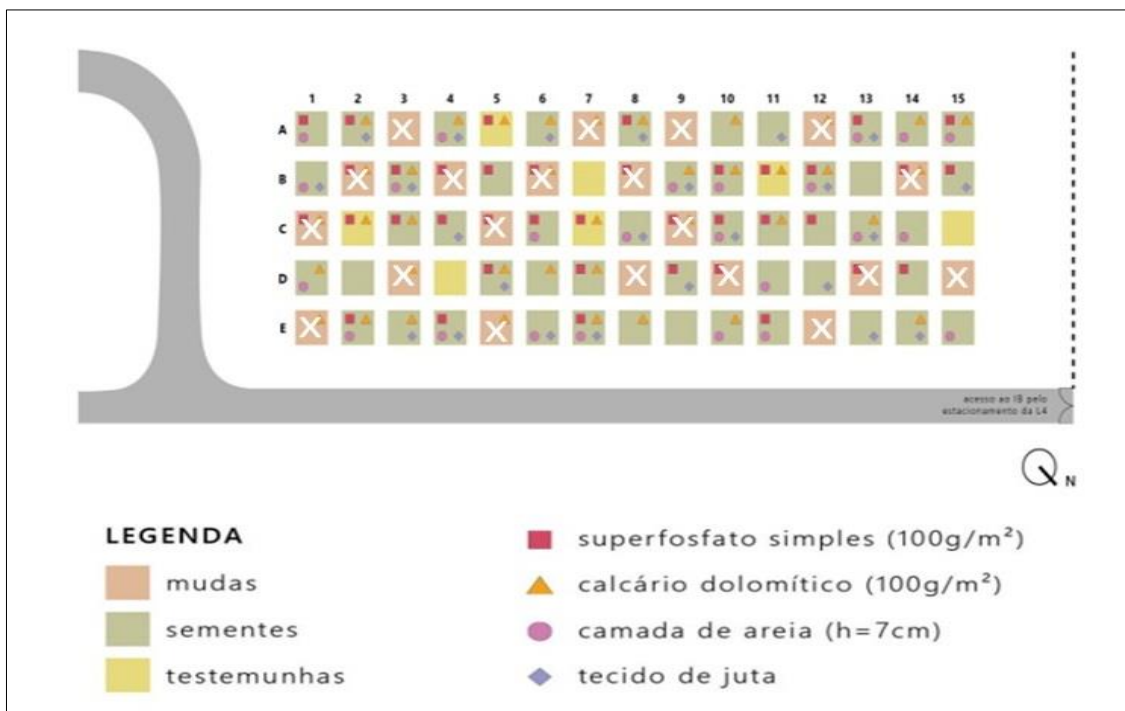 1 2 3 4 5 6 7 8 9 10 11 12 13 14 15
A
B
C
D
E
acesso ao IB pelo
estacionamento da L4
N
LEGENDA
mudas
sementes
testemunhas
superfosfato simples (100g/m²)
calcário dolomítico (100g/m²)
camada de areia (h=7cm)
tecido de juta